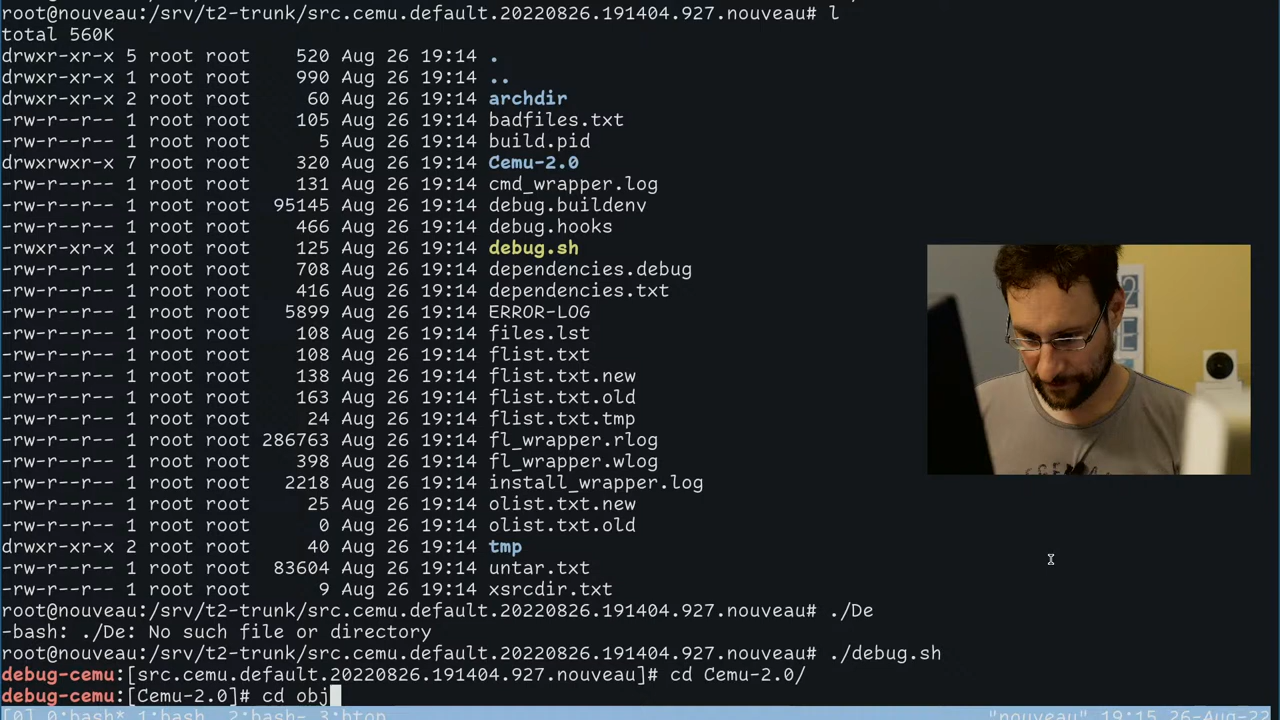 root@nouveau:/srv/t2-trunk/src.cemu.default.20220826.191404.927.nouveau# l
total 560K
drwxr-xr-x 5 root root    520 Aug 26 19:14 .
drwxr-xr-x 1 root root    990 Aug 26 19:14 ..
drwxr-xr-x 2 root root     60 Aug 26 19:14 archdir
-rw-r--r-- 1 root root    105 Aug 26 19:14 badfiles.txt
-rw-r--r-- 1 root root      5 Aug 26 19:14 build.pid
drwxrwxr-x 7 root root    320 Aug 26 19:14 Cemu-2.0
-rw-r--r-- 1 root root    131 Aug 26 19:14 cmd_wrapper.log
-rw-r--r-- 1 root root  95145 Aug 26 19:14 debug.buildenv
-rw-r--r-- 1 root root    466 Aug 26 19:14 debug.hooks
-rwxr-xr-x 1 root root    125 Aug 26 19:14 debug.sh
-rw-r--r-- 1 root root    708 Aug 26 19:14 dependencies.debug
-rw-r--r-- 1 root root    416 Aug 26 19:14 dependencies.txt
-rw-r--r-- 1 root root   5899 Aug 26 19:14 ERROR-LOG
-rw-r--r-- 1 root root    108 Aug 26 19:14 files.lst
-rw-r--r-- 1 root root    108 Aug 26 19:14 flist.txt
-rw-r--r-- 1 root root    138 Aug 26 19:14 flist.txt.new
-rw-r--r-- 1 root root    163 Aug 26 19:14 flist.txt.old
-rw-r--r-- 1 root root     24 Aug 26 19:14 flist.txt.tmp
-rw-r--r-- 1 root root 286763 Aug 26 19:14 fl_wrapper.rlog
-rw-r--r-- 1 root root    398 Aug 26 19:14 fl_wrapper.wlog
-rw-r--r-- 1 root root   2218 Aug 26 19:14 install_wrapper.log
-rw-r--r-- 1 root root     25 Aug 26 19:14 olist.txt.new
-rw-r--r-- 1 root root      0 Aug 26 19:14 olist.txt.old
drwxr-xr-x 2 root root     40 Aug 26 19:14 tmp
-rw-r--r-- 1 root root  83604 Aug 26 19:14 untar.txt
-rw-r--r-- 1 root root      9 Aug 26 19:14 xsrcdir.txt
root@nouveau:/srv/t2-trunk/src.cemu.default.20220826.191404.927.nouveau# ./De
-bash: ./De: No such file or directory
root@nouveau:/srv/t2-trunk/src.cemu.default.20220826.191404.927.nouveau# ./debug.sh
debug-cemu:[src.cemu.default.20220826.191404.927.nouveau]# cd Cemu-2.0/
debug-cemu:[Cemu-2.0]# cd obj
[0] 0:bash* 1:bash  2:bash- 3:htop "nouveau" 19:15 26-Aug-22